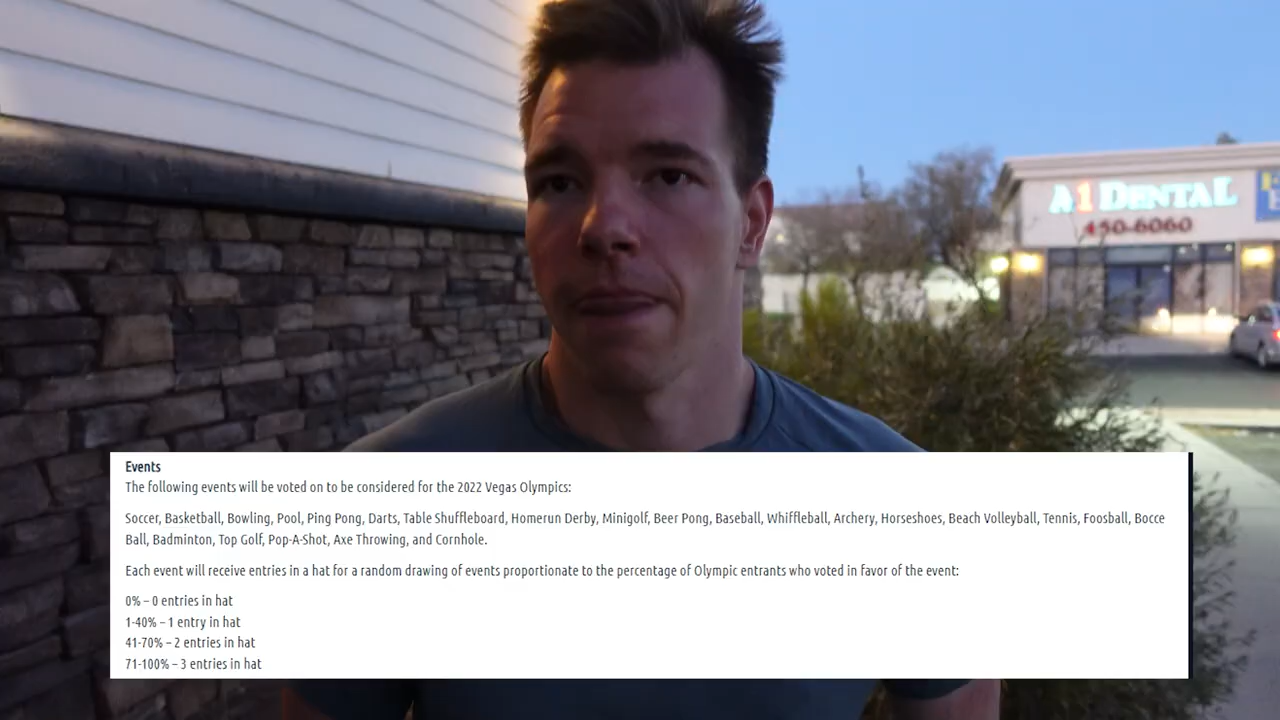 A1 DENTAL
450-6060
Events
The following events will be voted on to be considered for the 2022 Vegas Olympics:
Soccer, Basketball, Bowling, Pool, Ping Pong, Darts, Table Shuffleboard, Homerun Derby, Minigolf, Beer Pong, Baseball, Whiffleball, Archery, Horseshoes, Beach Volleyball, Tennis, Foosball, Bocce
Ball, Badminton, Top Golf, Pop-A-Shot, Axe Throwing, and Cornhole.
Each event will receive entries in a hat for a random drawing of events proportionate to the percentage of Olympic entrants who voted in favor of the event:
0% – 0 entries in hat
1-40% – 1 entry in hat
41-70% – 2 entries in hat
71-100% – 3 entries in hat